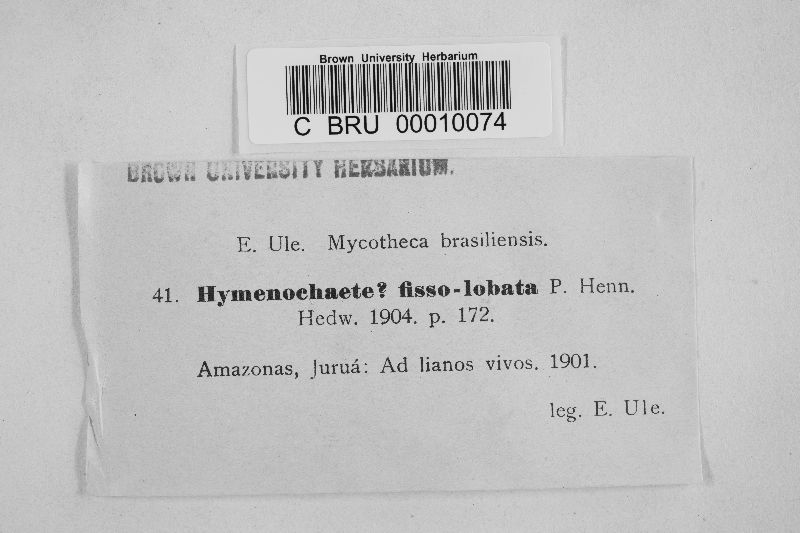 Brown University Herbarium
C BRU 00010074
BROWN UNIVERSITY HERBARIUM.
E. Ule. Mycotheca brasiliensis.
41. Hymenochaete? fisso-lobata P. Henn.
Hedw. 1904. p. 172.
Amazonas, Juruá: Ad lianos vivos. 1901.
leg. E. Ule.